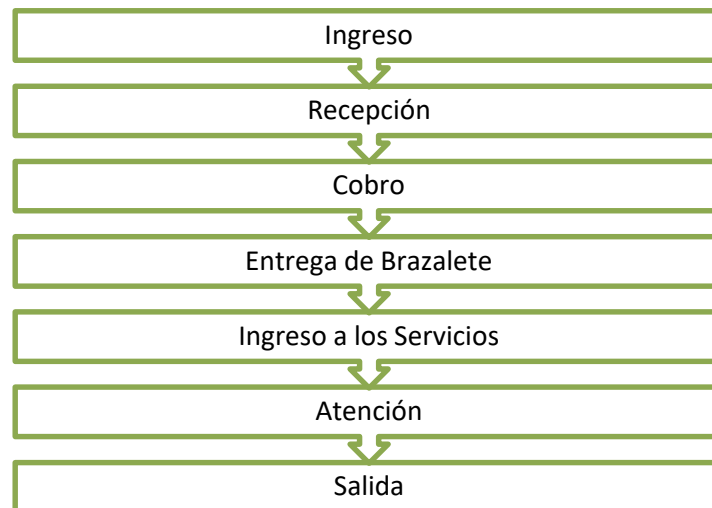 Ingreso
Recepción
Cobro
Entrega de Brazalete
Ingreso a los Servicios
Atención
Salida